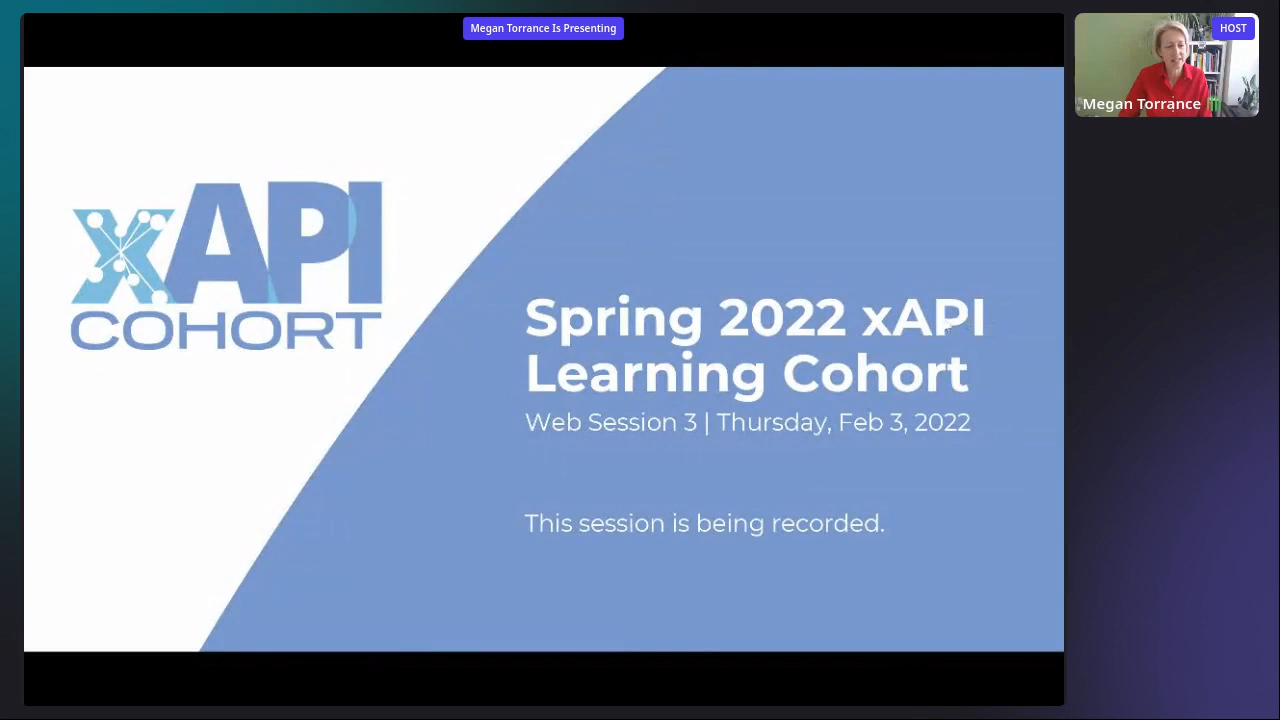 Megan Torrance Is Presenting
HOST
Megan Torrance
xAPI
COHORT
Spring 2022 xAPI
Learning Cohort
Web Session 3 | Thursday, Feb 3, 2022
This session is being recorded.